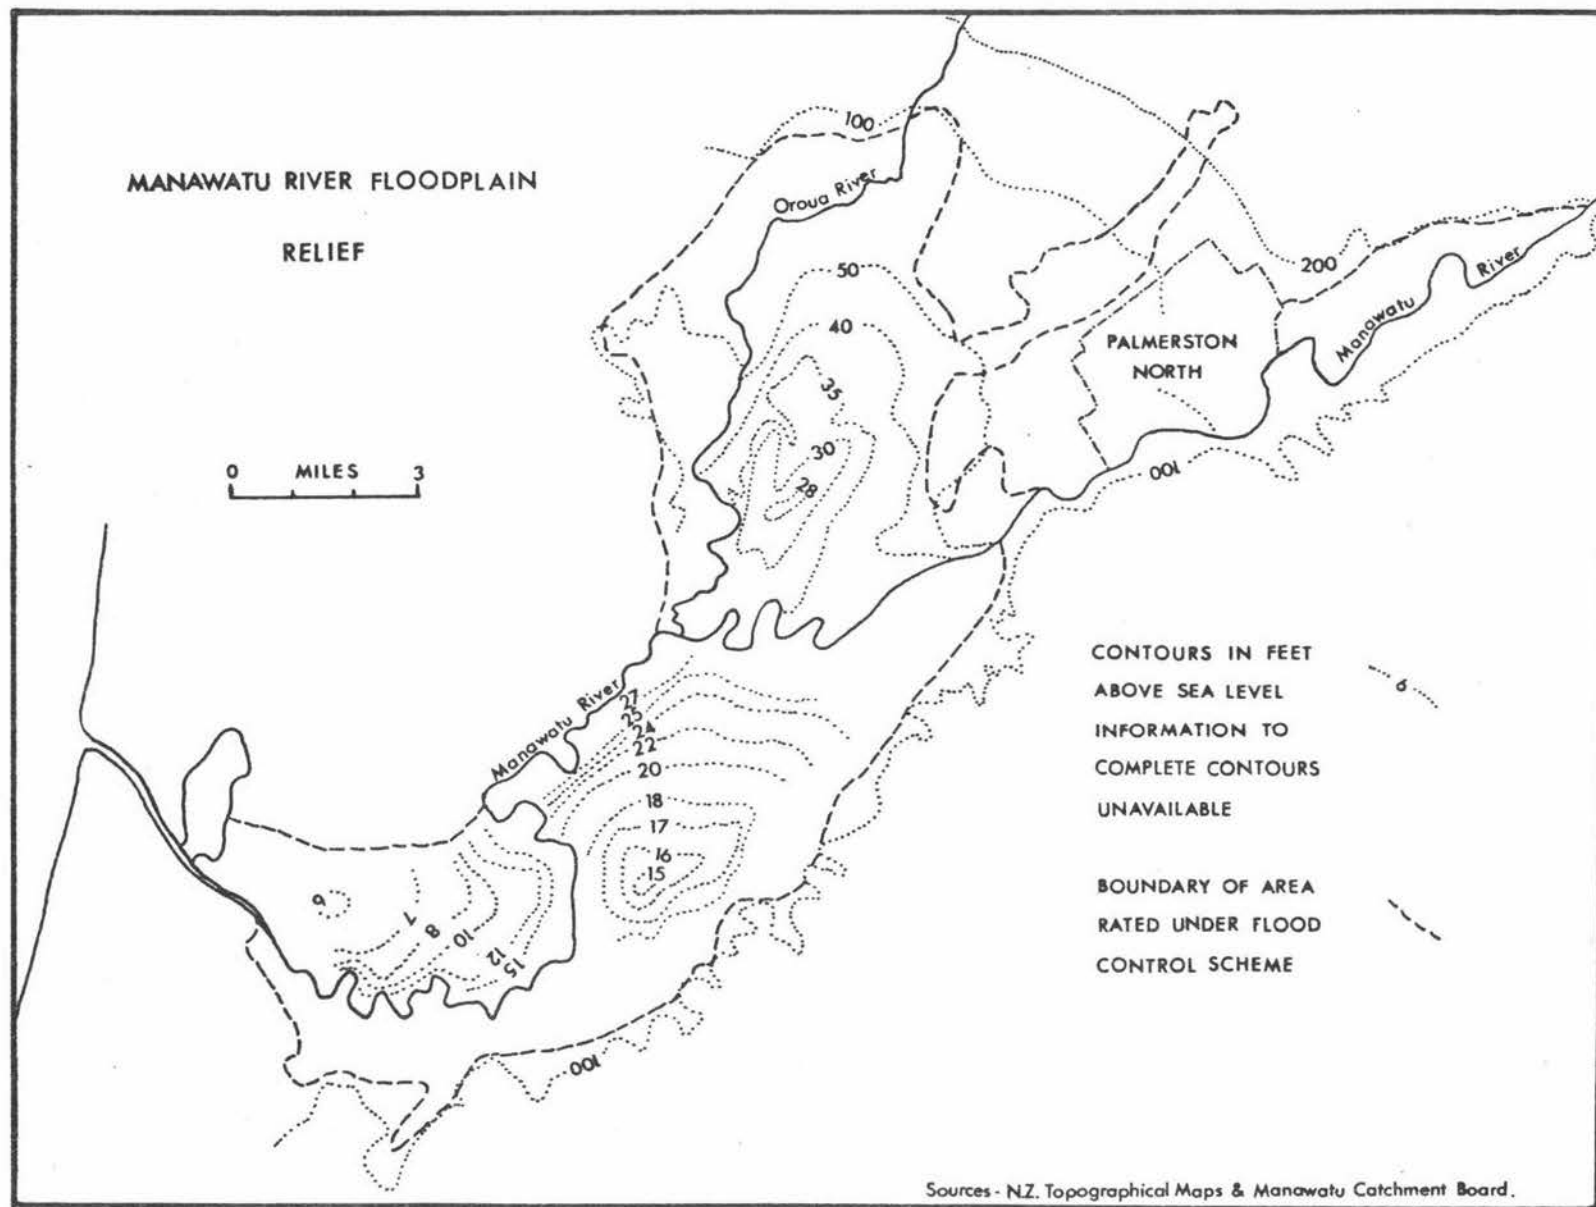 MANAWATU RIVER FLOODPLAIN
RELIEF
100
Oroua River
200
Manawatu River
50
40
PALMERSTON
NORTH
35
30
28
100
0 MILES 3
CONTOURS IN FEET
ABOVE SEA LEVEL
INFORMATION TO
COMPLETE CONTOURS
UNAVAILABLE
6
Manawatu River
27
25
24
22
20
18
17
16
15
BOUNDARY OF AREA
RATED UNDER FLOOD
CONTROL SCHEME
6
7
8
10
12
15
100
Sources - N.Z. Topographical Maps & Manawatu Catchment Board.